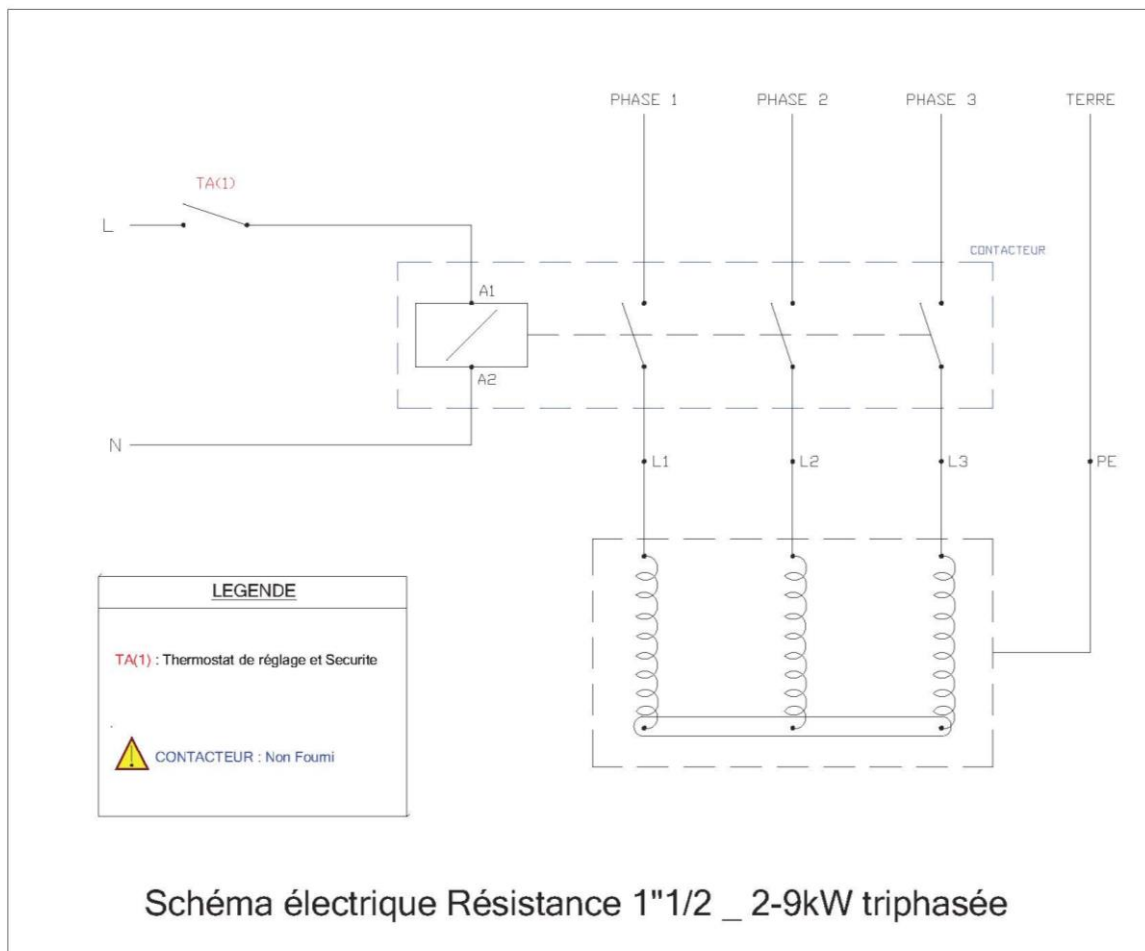 PHASE 1 PHASE 2 PHASE 3 TERRE
TA(1)
L
CONTACTEUR
A1
A2
N
L1 L2 L3 PE
LEGENDE
TA(1) : Thermostat de réglage et Securite
CONTACTEUR : Non Fourni
Schéma électrique Résistance 1"1/2 _ 2-9kW triphasée